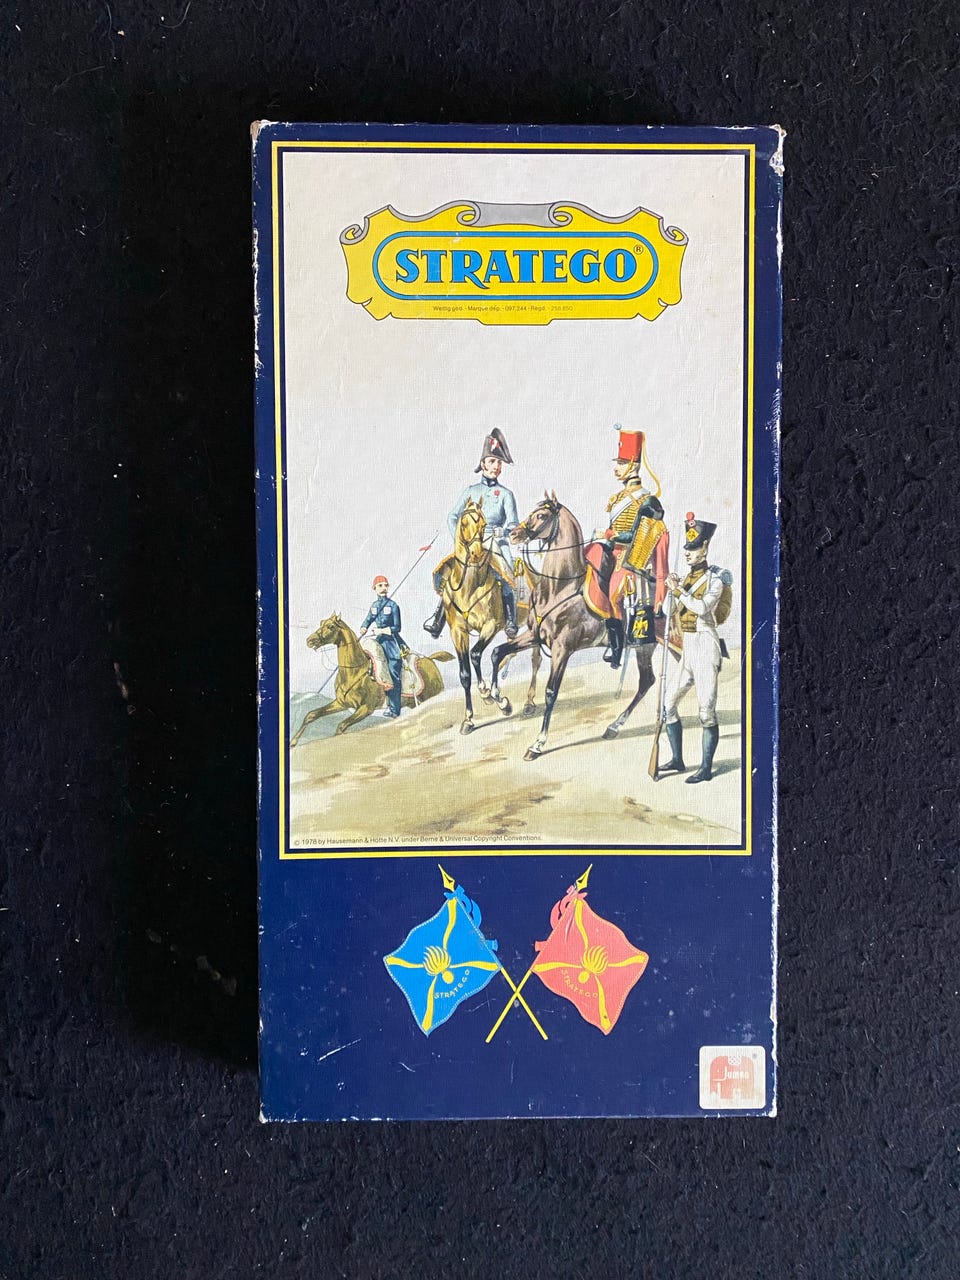 STRATEGO®
Wettig ged. - Marque dép. - 097.244 - Regd. - 258.850
© 1978 by Hausemann & Hötte N.V. under Berne & Universal Copyright Conventions.
STRATEGO
STRATEGO
Jumbo